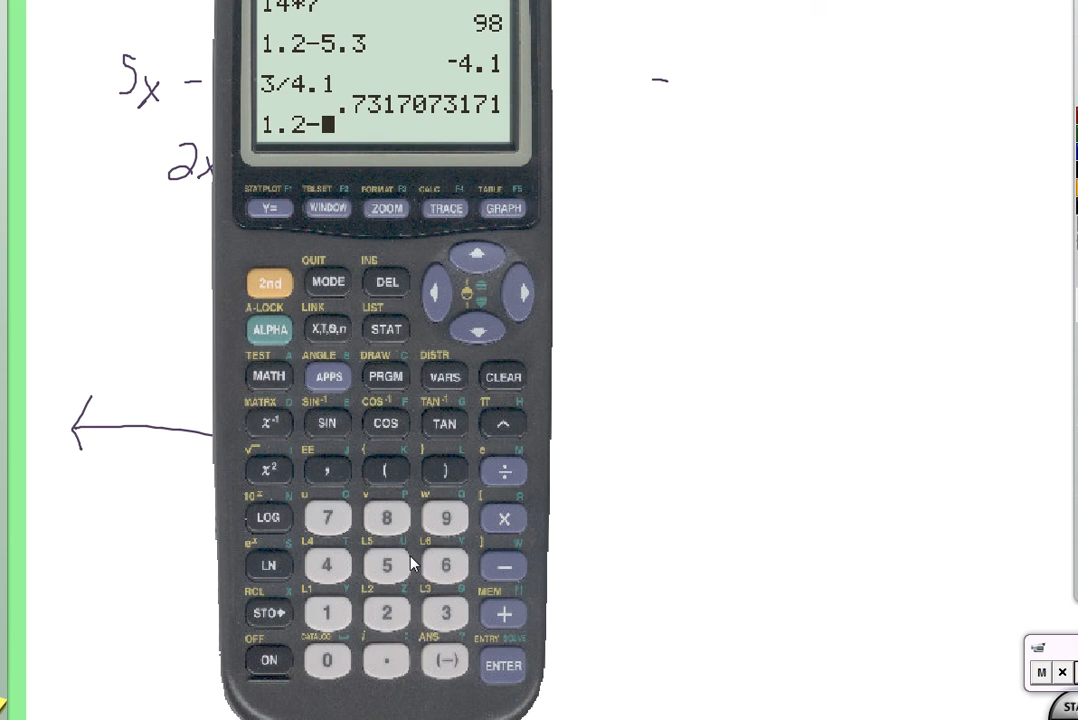 14*7
98
1.2-5.3
-4.1
3/4.1
.7317073171
1.2-
5x - -
2x
STATPLOT F1 TBLSET F2 FORMAT F3 CALC F4 TABLE F5
Y= WINDOW ZOOM TRACE GRAPH
QUIT INS
2nd MODE DEL
A-LOCK LINK LIST
ALPHA X,T,θ,n STAT
TEST A ANGLE B DRAW C DISTR
MATH APPS PRGM VARS CLEAR
MATRX D SIN-1 E COS-1 F TAN-1 G π H
x-1 SIN COS TAN ^
√ I EE J { K } L e M
x2 , ( ) ÷
10x N u O v P w Q [ R
LOG 7 8 9 X
ex S L4 T L5 U L6 V ] W
LN 4 5 6 −
RCL X L1 Y L2 Z L3 θ MEM "
STO 1 2 3 +
OFF CATALOG i : ANS ? ENTRY SOLVE
ON 0 . (−) ENTER
M X
STA